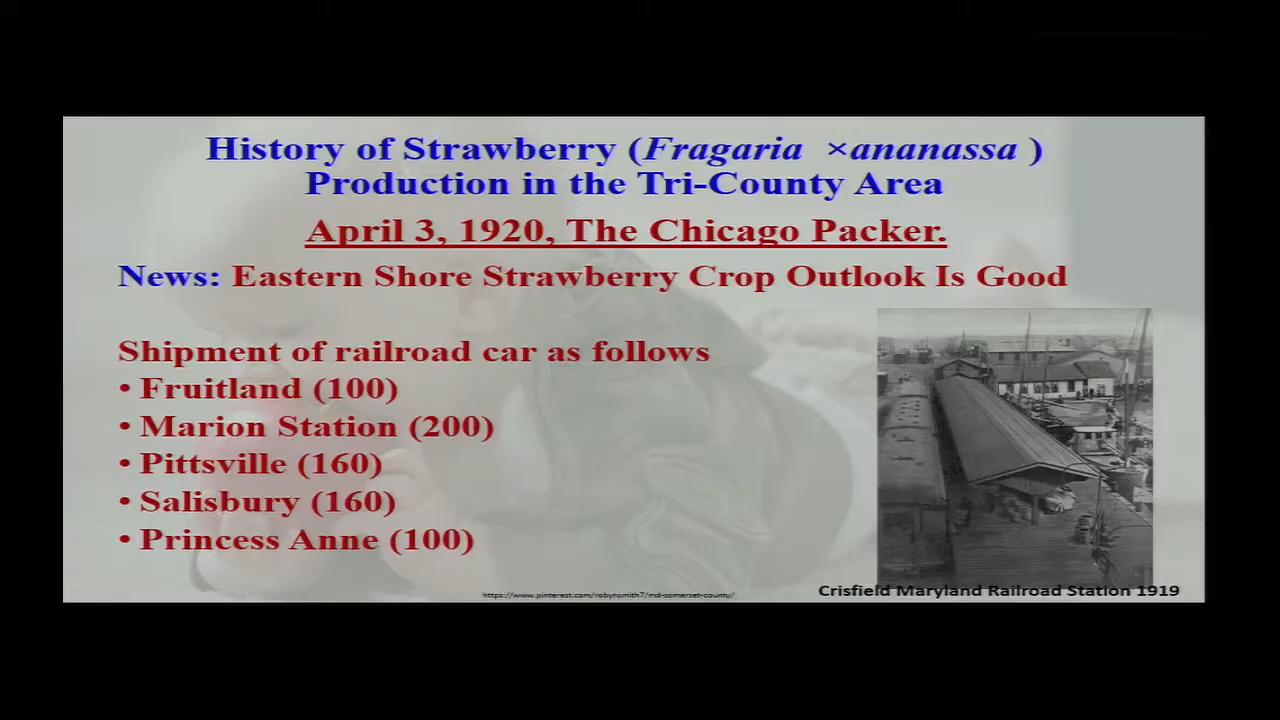 History of Strawberry (Fragaria ×ananassa )
Production in the Tri-County Area
April 3, 1920, The Chicago Packer.
News: Eastern Shore Strawberry Crop Outlook Is Good
Shipment of railroad car as follows
• Fruitland (100)
• Marion Station (200)
• Pittsville (160)
• Salisbury (160)
• Princess Anne (100)
Crisfield Maryland Railroad Station 1919
https://www.pinterest.com/robynsmith7/md-somerset-county/